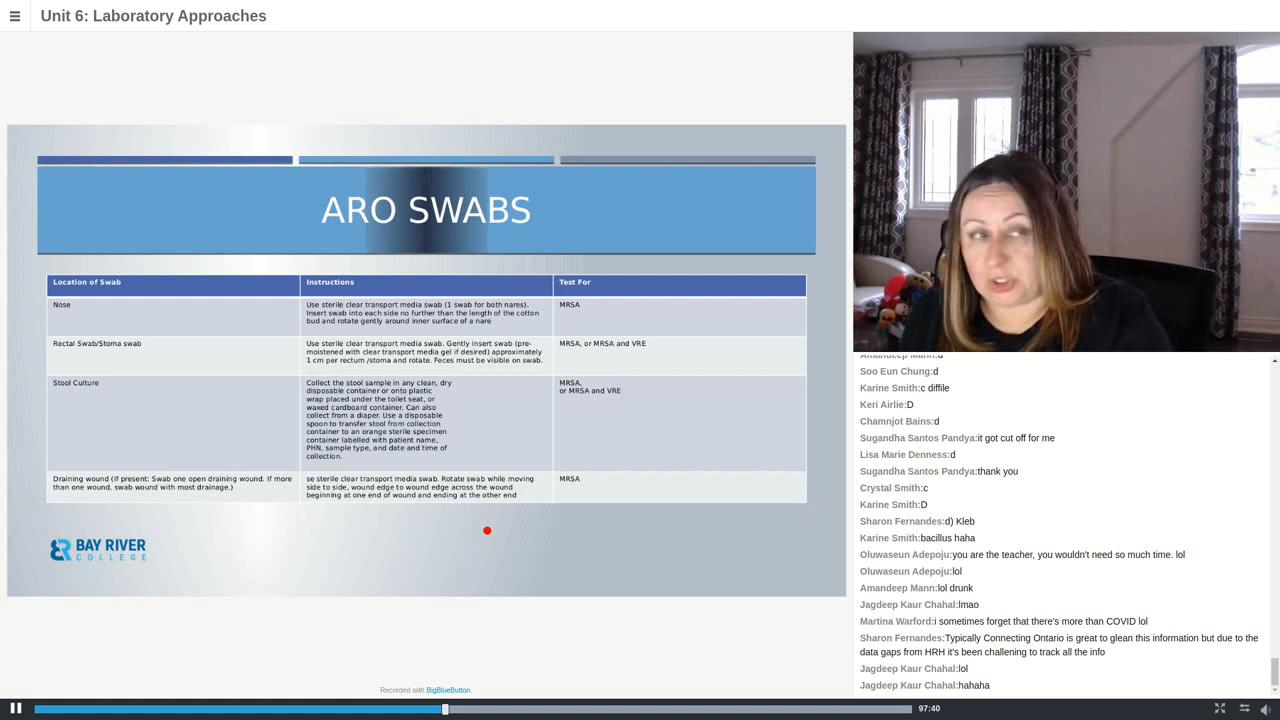 Unit 6: Laboratory Approaches
ARO SWABS
Location of Swab
Instructions
Test For
Nose
Use sterile clear transport media swab (1 swab for both nares).
Insert swab into each side no further than the length of the cotton
bud and rotate gently around inner surface of a nare
MRSA
Rectal Swab/Stoma swab
Use sterile clear transport media swab. Gently insert swab (pre-
moistened with clear transport media gel if desired) approximately
1 cm per rectum /stoma and rotate. Feces must be visible on swab.
MRSA, or MRSA and VRE
Stool Culture
Collect the stool sample in any clean, dry
disposable container or onto plastic
wrap placed under the toilet seat, or
waxed cardboard container. Can also
collect from a diaper. Use a disposable
spoon to transfer stool from collection
container to an orange sterile specimen
container labelled with patient name,
PHN, sample type, and date and time of
collection.
MRSA,
or MRSA and VRE
Draining wound (If present: Swab one open draining wound. If more
than one wound, swab wound with most drainage.)
se sterile clear transport media swab. Rotate swab while moving
side to side, wound edge to wound edge across the wound
beginning at one end of wound and ending at the other end
MRSA
BAY RIVER
COLLEGE
Recorded with BigBlueButton.
Amandeep Mann:d
Soo Eun Chung:d
Karine Smith:c diffile
Keri Airlie:D
Chamnjot Bains:d
Sugandha Santos Pandya:it got cut off for me
Lisa Marie Denness:d
Sugandha Santos Pandya:thank you
Crystal Smith:c
Karine Smith:D
Sharon Fernandes:d) Kleb
Karine Smith:bacillus haha
Oluwaseun Adepoju:you are the teacher, you wouldn't need so much time. lol
Oluwaseun Adepoju:lol
Amandeep Mann:lol drunk
Jagdeep Kaur Chahal:lmao
Martina Warford:i sometimes forget that there's more than COVID lol
Sharon Fernandes:Typically Connecting Ontario is great to glean this information but due to the
data gaps from HRH it's been challening to track all the info
Jagdeep Kaur Chahal:lol
Jagdeep Kaur Chahal:hahaha
97:40